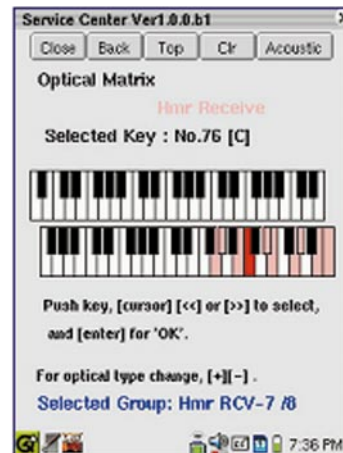 Service Center Ver1.0.0.b1
Close Back Top Clr Acoustic
Optical Matrix
Hmr Receive
Selected Key : No.76 [C]
Push key, [cursor] [<<] or [>>] to select,
and [enter] for 'OK'.
For optical type change, [+][−] .
Selected Group: Hmr RCV-7 /8
7:36 PM